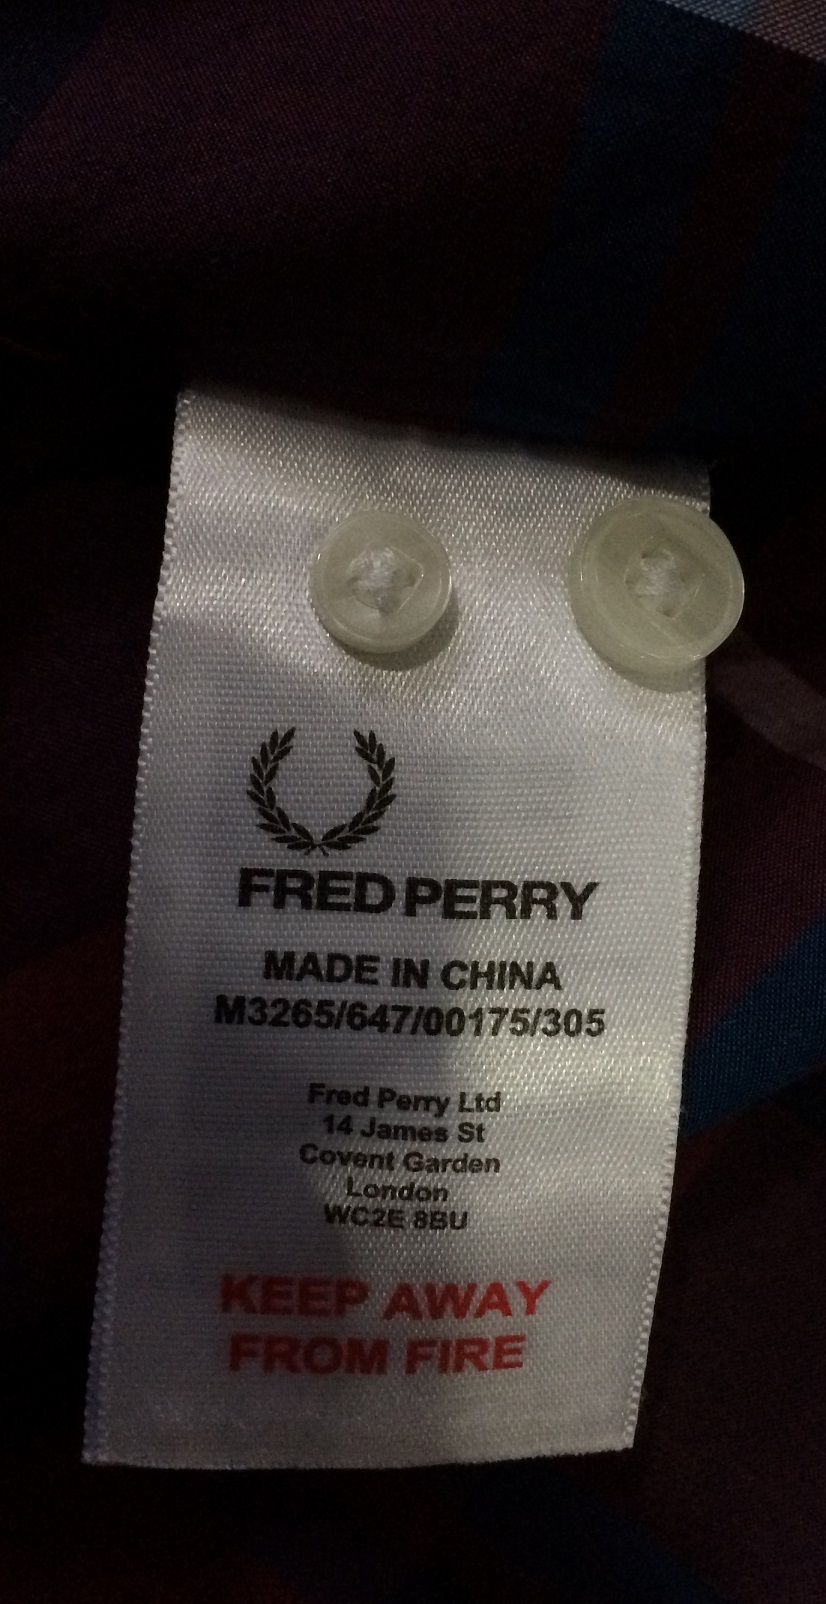 FRED PERRY
MADE IN CHINA
M3265/647/00175/305
Fred Perry Ltd
14 James St
Covent Garden
London
WC2E 8BU
KEEP AWAY
FROM FIRE